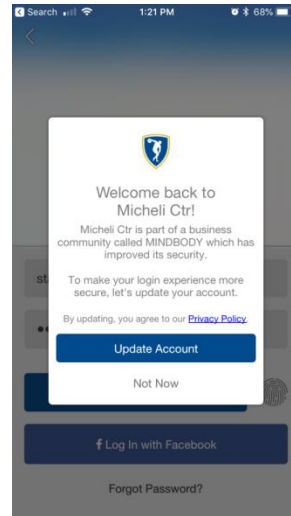 Search 1:21 PM 68%
Welcome back to
Micheli Ctr!
Micheli Ctr is part of a business
community called MINDBODY which has
improved its security.
To make your login experience more
secure, let's update your account.
By updating, you agree to our Privacy Policy.
Update Account
Not Now
f Log In with Facebook
Forgot Password?